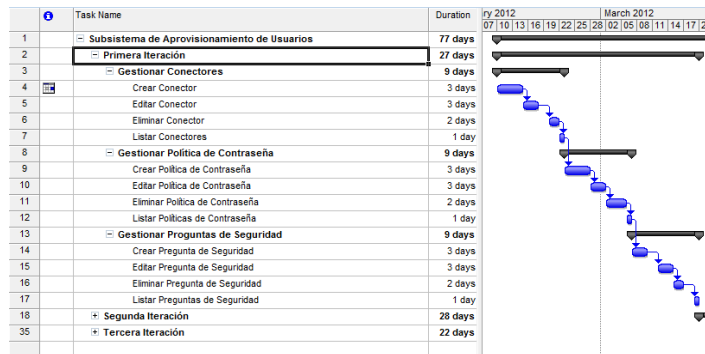 Task Name Duration ry 2012 March 2012
07 10 13 16 19 22 25 28 02 05 08 11 14 17 2
1 Subsistema de Aprovisionamiento de Usuarios 77 days
2 Primera Iteración 27 days
3 Gestionar Conectores 9 days
4 Crear Conector 3 days
5 Editar Conector 3 days
6 Eliminar Conector 2 days
7 Listar Conectores 1 day
8 Gestionar Política de Contraseña 9 days
9 Crear Política de Contraseña 3 days
10 Editar Política de Contraseña 3 days
11 Eliminar Política de Contraseña 2 days
12 Listar Políticas de Contraseña 1 day
13 Gestionar Preguntas de Seguridad 9 days
14 Crear Pregunta de Seguridad 3 days
15 Editar Pregunta de Seguridad 3 days
16 Eliminar Pregunta de Seguridad 2 days
17 Listar Preguntas de Seguridad 1 day
18 Segunda Iteración 28 days
35 Tercera Iteración 22 days